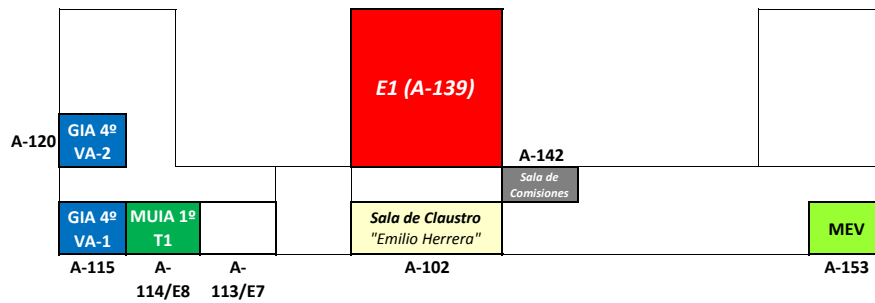 E1 (A-139)
A-120
GIA 4º
VA-2
A-142
Sala de
Comisiones
GIA 4º
VA-1
MUIA 1º
T1
Sala de Claustro
"Emilio Herrera"
MEV
A-115
A-
114/E8
A-
113/E7
A-102
A-153